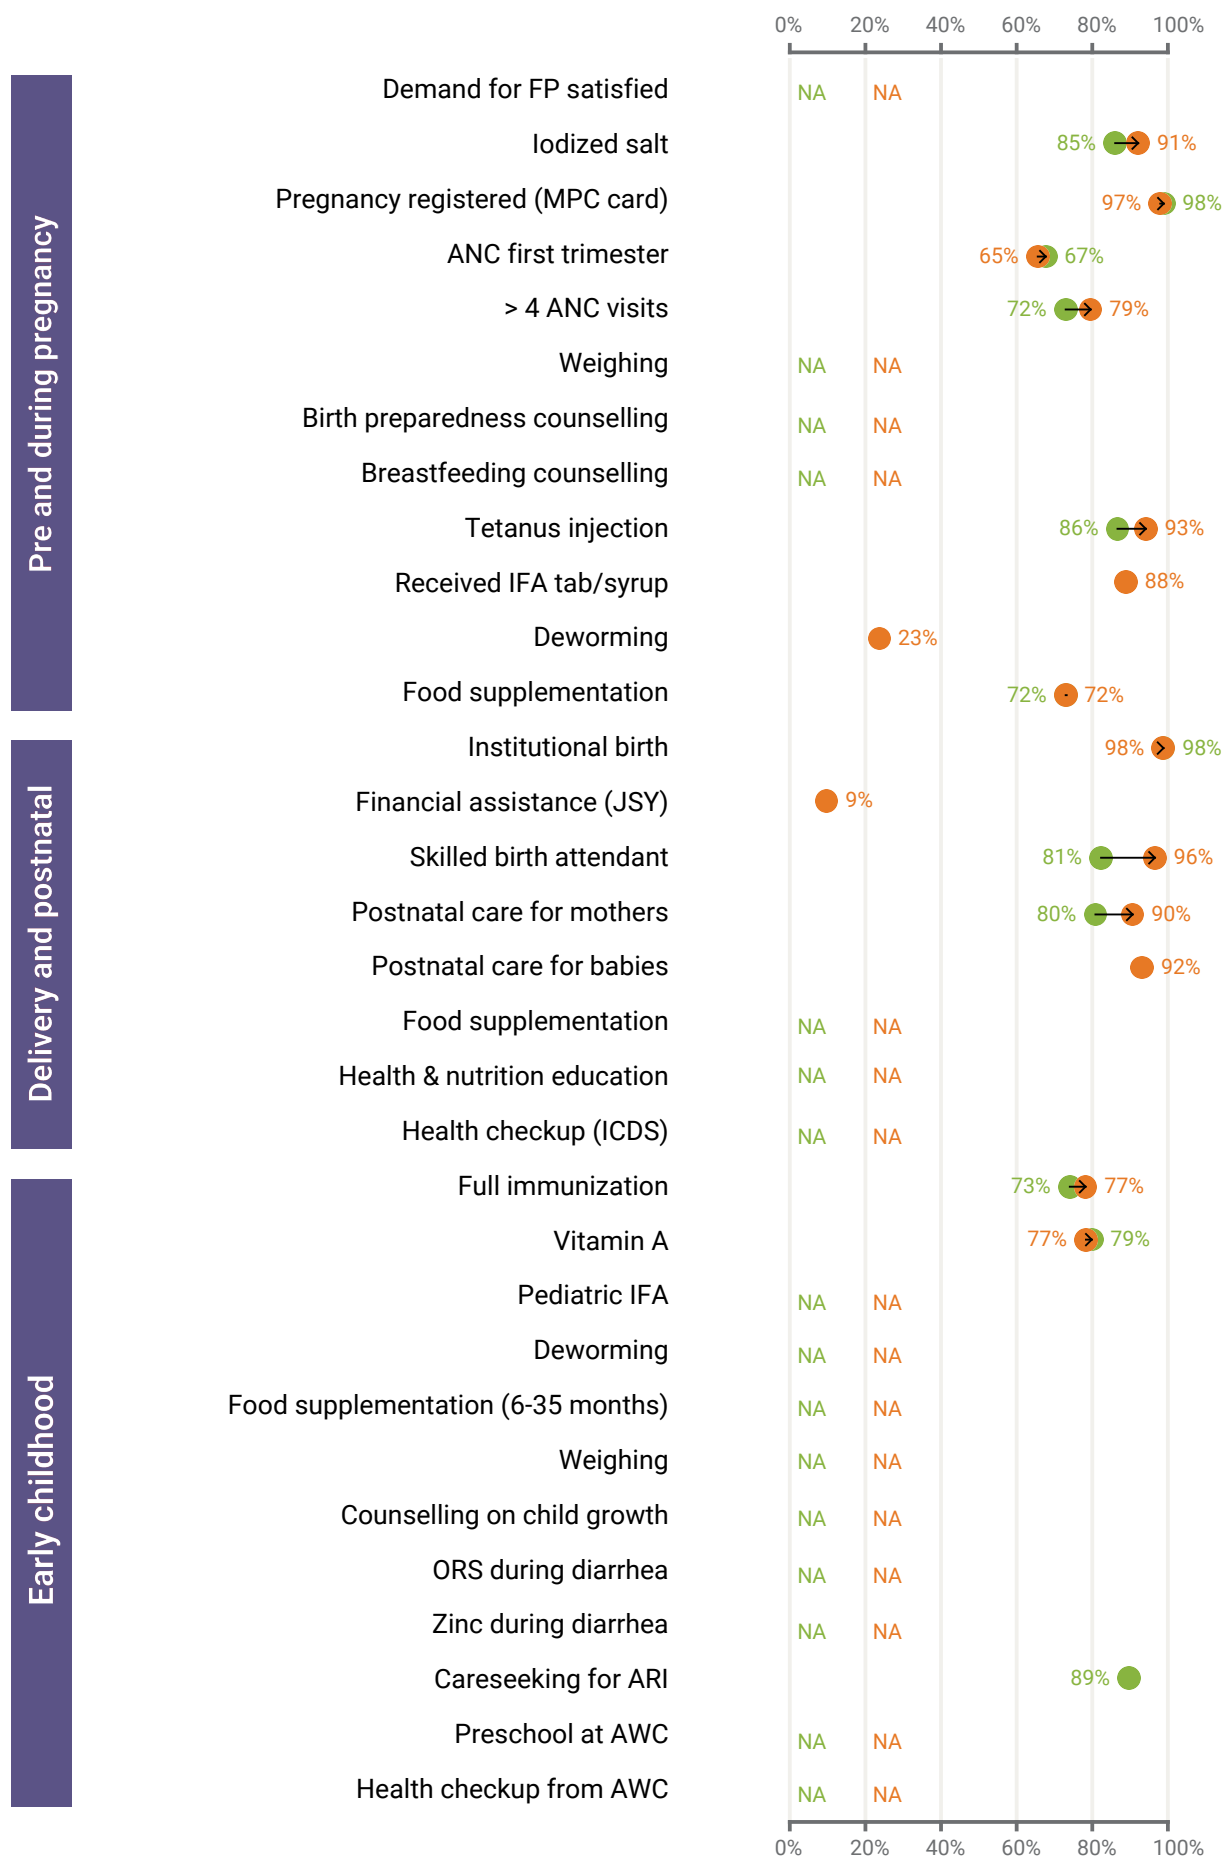 0% 20% 40% 60% 80% 100%
Pre and during pregnancy
Demand for FP satisfied NA NA
Iodized salt 85% 91%
Pregnancy registered (MPC card) 97% 98%
ANC first trimester 65% 67%
> 4 ANC visits 72% 79%
Weighing NA NA
Birth preparedness counselling NA NA
Breastfeeding counselling NA NA
Tetanus injection 86% 93%
Received IFA tab/syrup 88%
Deworming 23%
Food supplementation 72% 72%
Delivery and postnatal
Institutional birth 98% 98%
Financial assistance (JSY) 9%
Skilled birth attendant 81% 96%
Postnatal care for mothers 80% 90%
Postnatal care for babies 92%
Food supplementation NA NA
Health & nutrition education NA NA
Health checkup (ICDS) NA NA
Early childhood
Full immunization 73% 77%
Vitamin A 77% 79%
Pediatric IFA NA NA
Deworming NA NA
Food supplementation (6-35 months) NA NA
Weighing NA NA
Counselling on child growth NA NA
ORS during diarrhea NA NA
Zinc during diarrhea NA NA
Careseeking for ARI 89%
Preschool at AWC NA NA
Health checkup from AWC NA NA
0% 20% 40% 60% 80% 100%